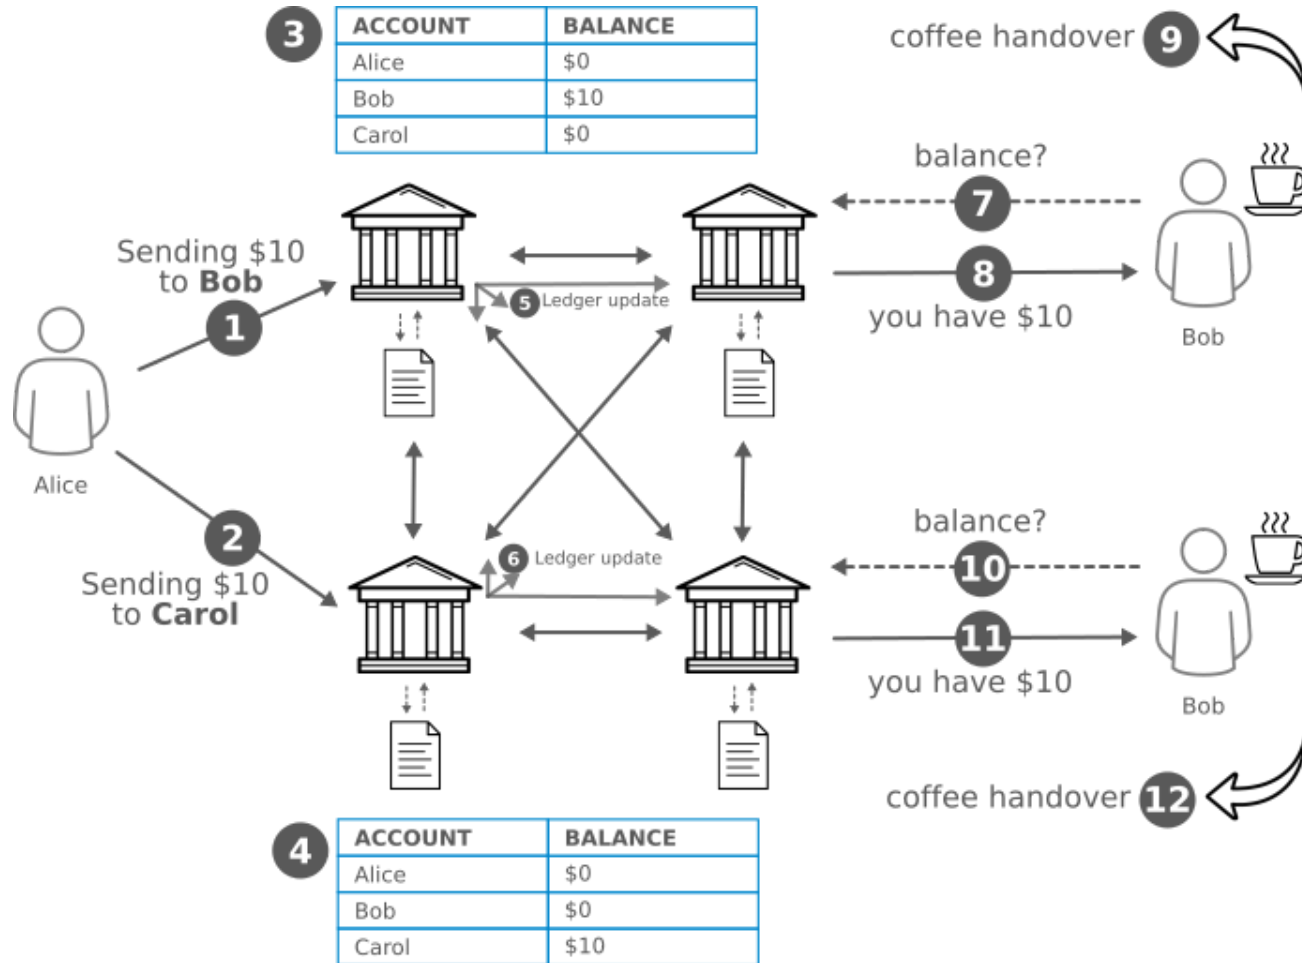 3
ACCOUNT BALANCE
Alice $0
Bob $10
Carol $0
coffee handover 9
balance?
7
8
you have $10
Bob
Sending $10
to Bob
1
5 Ledger update
Alice
2
Sending $10
to Carol
6 Ledger update
balance?
10
11
you have $10
Bob
coffee handover 12
4
ACCOUNT BALANCE
Alice $0
Bob $0
Carol $10